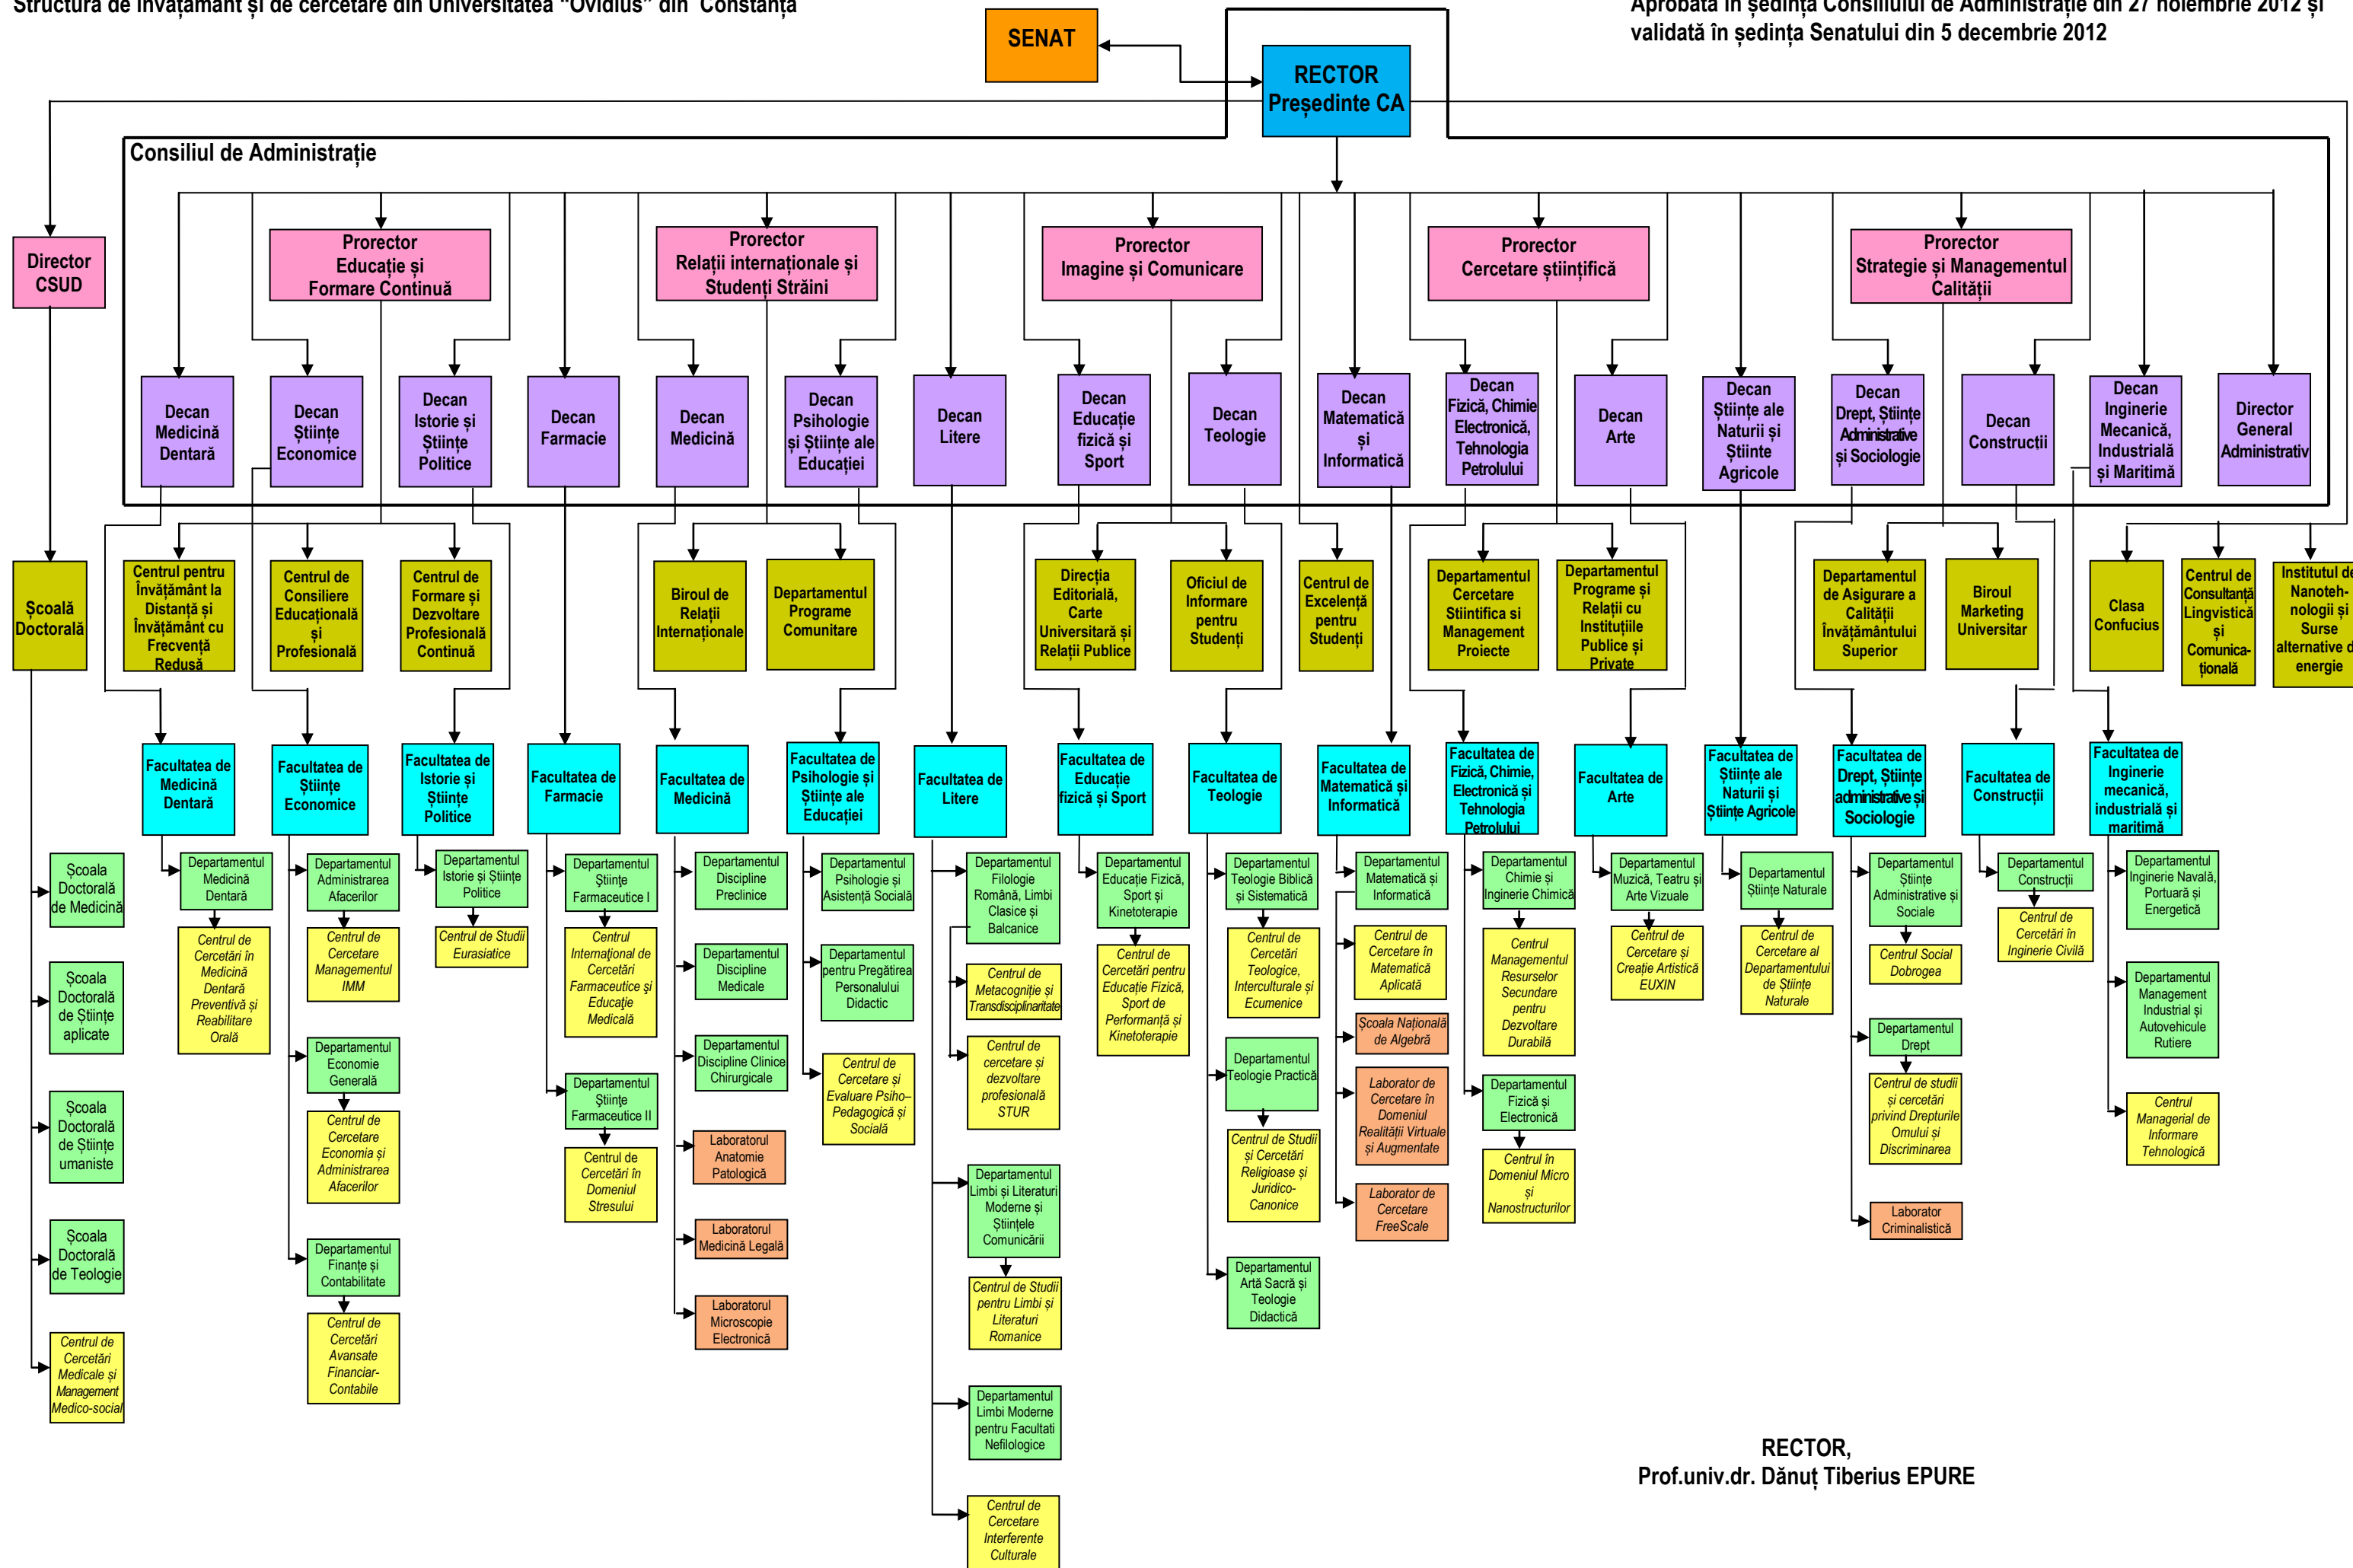 Structura de învățământ și de cercetare din Universitatea “Ovidius” din Constanța
Aprobată în ședința Consiliului de Administrație din 27 noiembrie 2012 și
validată în ședința Senatului din 5 decembrie 2012
SENAT
RECTOR
Președinte CA
Consiliul de Administrație
Director
CSUD
Prorector
Educație și
Formare Continuă
Prorector
Relații internaționale și
Studenți Străini
Prorector
Imagine și Comunicare
Prorector
Cercetare științifică
Prorector
Strategie și Managementul
Calității
Decan
Medicină
Dentară
Decan
Științe
Economice
Decan
Istorie și
Științe
Politice
Decan
Farmacie
Decan
Medicină
Decan
Psihologie
și Științe ale
Educației
Decan
Litere
Decan
Educație
fizică și
Sport
Decan
Teologie
Decan
Matematică
și
Informatică
Decan
Fizică, Chimie
Electronică,
Tehnologia
Petrolului
Decan
Arte
Decan
Științe ale
Naturii și
Științe
Agricole
Decan
Drept, Științe
Administrative
și Sociologie
Decan
Constructii
Decan
Inginerie
Mecanică,
Industrială
și Maritimă
Director
General
Administrativ
Școală
Doctorală
Centrul pentru
Învățământ la
Distanță și
Învățământ cu
Frecvență
Redusă
Centrul de
Consiliere
Educațională
și
Profesională
Centrul de
Formare și
Dezvoltare
Profesională
Continuă
Biroul de
Relații
Internaționale
Departamentul
Programe
Comunitare
Direcția
Editorială,
Carte
Universitară și
Relații Publice
Oficiul de
Informare
pentru
Studenți
Centrul de
Excelență
pentru
Studenți
Departamentul
Cercetare
Stiintifica si
Management
Proiecte
Departamentul
Programe și
Relații cu
Instituțiile
Publice și
Private
Departamentul
de Asigurare a
Calității
Învățământului
Superior
Biroul
Marketing
Universitar
Clasa
Confucius
Centrul de
Consultanță
Lingvistică
și
Comunica-
țională
Institutul de
Nanoteh-
nologii și
Surse
alternative d
energie
Facultatea de
Medicină
Dentară
Facultatea de
Științe
Economice
Facultatea de
Istorie și
Științe
Politice
Facultatea de
Farmacie
Facultatea de
Medicină
Facultatea de
Psihologie și
Științe ale
Educației
Facultatea de
Litere
Facultatea de
Educație
fizică și Sport
Facultatea de
Teologie
Facultatea de
Matematică și
Informatică
Facultatea de
Fizică, Chimie,
Electronică și
Tehnologia
Petrolului
Facultatea de
Arte
Facultatea de
Științe ale
Naturii și
Științe Agricole
Facultatea de
Drept, Științe
administrative și
Sociologie
Facultatea de
Construcții
Facultatea de
Inginerie
mecanică,
industrială și
maritimă
Școala
Doctorală
de Medicină
Școala
Doctorală
de Științe
aplicate
Școala
Doctorală
de Științe
umaniste
Școala
Doctorală
de Teologie
Centrul de
Cercetări
Medicale și
Management
Medico-social
Departamentul
Medicină
Dentară
Centrul de
Cercetări în
Medicină
Dentară
Preventivă și
Reabilitare
Orală
Departamentul
Administrarea
Afacerilor
Centrul de
Cercetare
Managementul
IMM
Departamentul
Economie
Generală
Centrul de
Cercetare
Economia și
Administrarea
Afacerilor
Departamentul
Finanțe și
Contabilitate
Centrul de
Cercetări
Avansate
Financiar-
Contabile
Departamentul
Istorie și Științe
Politice
Centrul de Studii
Eurasiatice
Departamentul
Științe
Farmaceutice I
Centrul
Internaţional de
Cercetări
Farmaceutice şi
Educaţie
Medicală
Departamentul
Ştiinţe
Farmaceutice II
Centrul de
Cercetări în
Domeniul
Stresului
Departamentul
Discipline
Preclinice
Departamentul
Discipline
Medicale
Departamentul
Discipline Clinice
Chirurgicale
Laboratorul
Anatomie
Patologică
Laboratorul
Medicină Legală
Laboratorul
Microscopie
Electronică
Departamentul
Psihologie și
Asistență Socială
Departamentul
pentru Pregătirea
Personalului
Didactic
Centrul de
Cercetare și
Evaluare Psiho–
Pedagogică și
Socială
Departamentul
Filologie
Română, Limbi
Clasice și
Balcanice
Centrul de
Metacogniție și
Transdisciplinaritate
Centrul de
cercetare și
dezvoltare
profesională
STUR
Departamentul
Limbi și Literaturi
Moderne și
Științele
Comunicării
Centrul de Studii
pentru Limbi și
Literaturi
Romanice
Departamentul
Limbi Moderne
pentru Facultati
Nefilologice
Centrul de
Cercetare
Interferente
Culturale
Departamentul
Educație Fizică,
Sport și
Kinetoterapie
Centrul de
Cercetări pentru
Educație Fizică,
Sport de
Performanță și
Kinetoterapie
Departamentul
Teologie Biblică
și Sistematică
Centrul de
Cercetări
Teologice,
Interculturale și
Ecumenice
Departamentul
Teologie Practică
Centrul de Studii
și Cercetări
Religioase și
Juridico-
Canonice
Departamentul
Artă Sacră și
Teologie
Didactică
Departamentul
Matematică și
Informatică
Centrul de
Cercetare în
Matematică
Aplicată
Școala Națională
de Algebră
Laborator de
Cercetare în
Domeniul
Realității Virtuale
și Augmentate
Laborator de
Cercetare
FreeScale
Departamentul
Chimie și
Inginerie Chimică
Centrul
Managementul
Resurselor
Secundare
pentru
Dezvoltare
Durabilă
Departamentul
Fizică și
Electronică
Centrul în
Domeniul Micro
și
Nanostructurilor
Departamentul
Muzică, Teatru și
Arte Vizuale
Centrul de
Cercetare și
Creație Artistică
EUXIN
Departamentul
Științe Naturale
Centrul de
Cercetare al
Departamentului
de Științe
Naturale
Departamentul
Științe
Administrative și
Sociale
Centrul Social
Dobrogea
Departamentul
Drept
Centrul de studii
și cercetări
privind Drepturile
Omului și
Discriminarea
Laborator
Criminalistică
Departamentul
Construcții
Centrul de
Cercetări în
Inginerie Civilă
Departamentul
Inginerie Navală,
Portuară și
Energetică
Departamentul
Management
Industrial și
Autovehicule
Rutiere
Centrul
Managerial de
Informare
Tehnologică
RECTOR,
Prof.univ.dr. Dănuț Tiberius EPURE